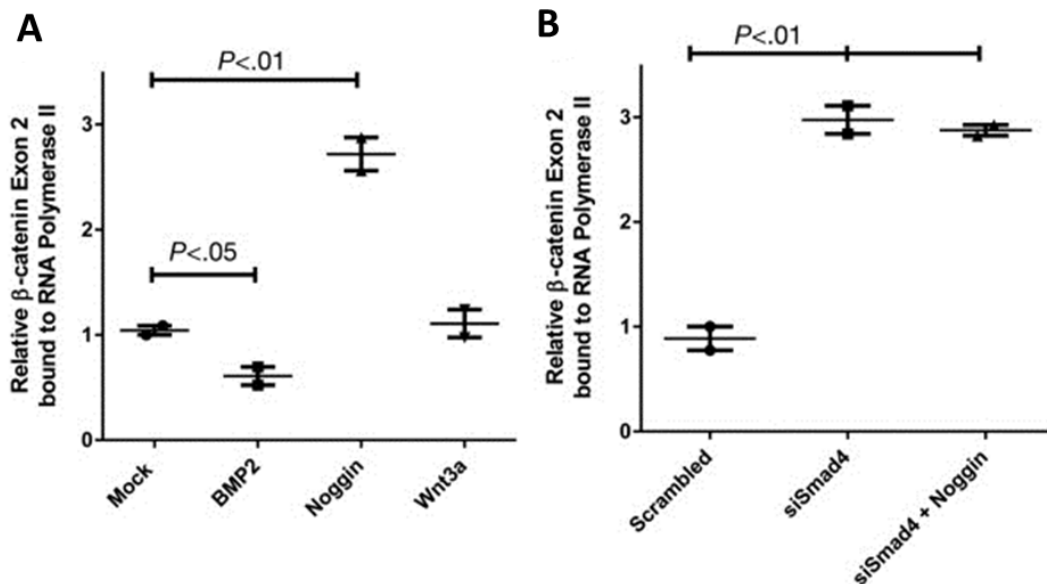 A
Relative β-catenin Exon 2
bound to RNA Polymerase II
3
2
1
0
P<.01
P<.05
Mock
BMP2
Noggin
Wnt3a
B
Relative β-catenin Exon 2
bound to RNA Polymerase II
3
2
1
0
P<.01
Scrambled
siSmad4
siSmad4 + Noggin